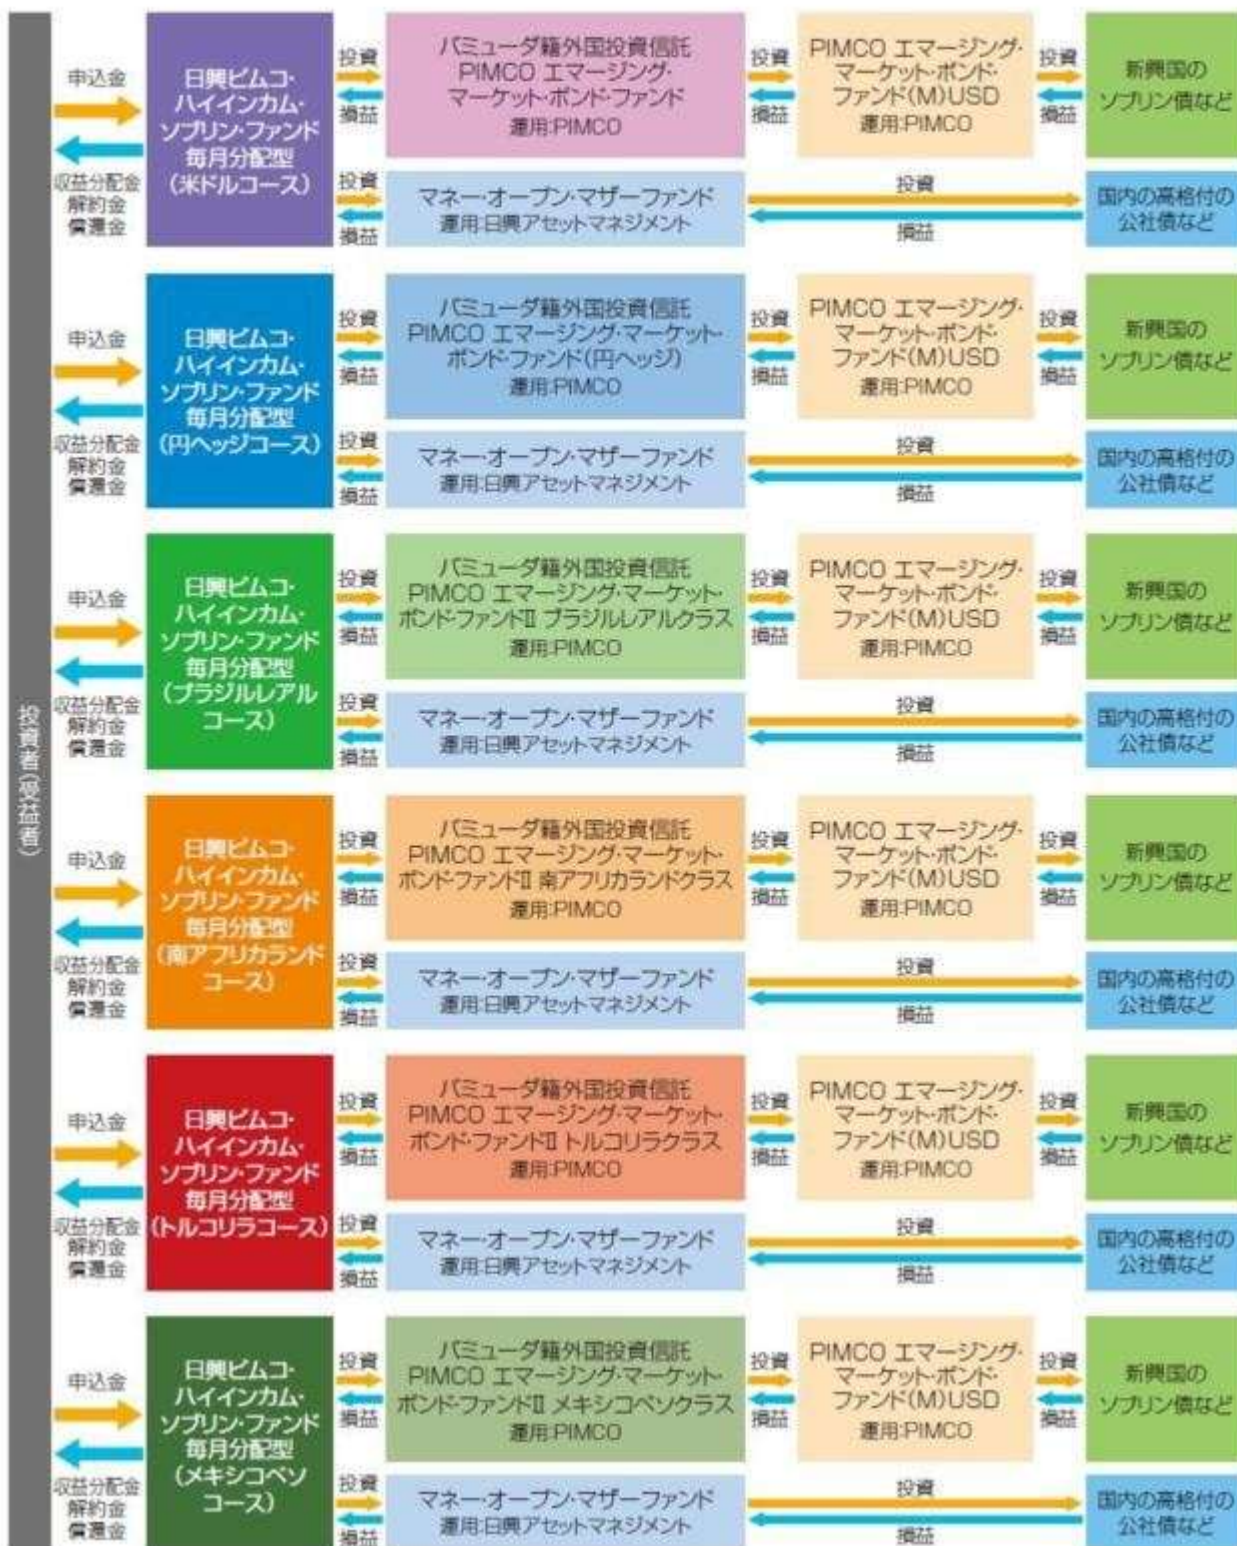 投資者(受益者)
申込金
収益分配金
解約金
償還金
日興ピムコ・
ハイインカム・
ソブリン・ファンド
毎月分配型
(米ドルコース)
投資
損益
バミューダ籍外国投資信託
PIMCO エマージング・
マーケット・ボンド・ファンド
運用:PIMCO
投資
損益
PIMCO エマージング・
マーケット・ボンド・
ファンド(M)USD
運用:PIMCO
投資
損益
新興国の
ソブリン債など
投資
損益
マネー・オープン・マザーファンド
運用:日興アセットマネジメント
投資
損益
国内の高格付の
公社債など
申込金
収益分配金
解約金
償還金
日興ピムコ・
ハイインカム・
ソブリン・ファンド
毎月分配型
(円ヘッジコース)
投資
損益
バミューダ籍外国投資信託
PIMCO エマージング・マーケット・
ボンド・ファンド(円ヘッジ)
運用:PIMCO
投資
損益
PIMCO エマージング・
マーケット・ボンド・
ファンド(M)USD
運用:PIMCO
投資
損益
新興国の
ソブリン債など
投資
損益
マネー・オープン・マザーファンド
運用:日興アセットマネジメント
投資
損益
国内の高格付の
公社債など
申込金
収益分配金
解約金
償還金
日興ピムコ・
ハイインカム・
ソブリン・ファンド
毎月分配型
(ブラジルレアル
コース)
投資
損益
バミューダ籍外国投資信託
PIMCO エマージング・マーケット・
ボンド・ファンドⅡ ブラジルレアルクラス
運用:PIMCO
投資
損益
PIMCO エマージング・
マーケット・ボンド・
ファンド(M)USD
運用:PIMCO
投資
損益
新興国の
ソブリン債など
投資
損益
マネー・オープン・マザーファンド
運用:日興アセットマネジメント
投資
損益
国内の高格付の
公社債など
申込金
収益分配金
解約金
償還金
日興ピムコ・
ハイインカム・
ソブリン・ファンド
毎月分配型
(南アフリカランド
コース)
投資
損益
バミューダ籍外国投資信託
PIMCO エマージング・マーケット・
ボンド・ファンドⅡ 南アフリカランドクラス
運用:PIMCO
投資
損益
PIMCO エマージング・
マーケット・ボンド・
ファンド(M)USD
運用:PIMCO
投資
損益
新興国の
ソブリン債など
投資
損益
マネー・オープン・マザーファンド
運用:日興アセットマネジメント
投資
損益
国内の高格付の
公社債など
申込金
収益分配金
解約金
償還金
日興ピムコ・
ハイインカム・
ソブリン・ファンド
毎月分配型
(トルコリラコース)
投資
損益
バミューダ籍外国投資信託
PIMCO エマージング・マーケット・
ボンド・ファンドⅡ トルコリラクラス
運用:PIMCO
投資
損益
PIMCO エマージング・
マーケット・ボンド・
ファンド(M)USD
運用:PIMCO
投資
損益
新興国の
ソブリン債など
投資
損益
マネー・オープン・マザーファンド
運用:日興アセットマネジメント
投資
損益
国内の高格付の
公社債など
申込金
収益分配金
解約金
償還金
日興ピムコ・
ハイインカム・
ソブリン・ファンド
毎月分配型
(メキシコペソ
コース)
投資
損益
バミューダ籍外国投資信託
PIMCO エマージング・マーケット・
ボンド・ファンドⅡ メキシコペソクラス
運用:PIMCO
投資
損益
PIMCO エマージング・
マーケット・ボンド・
ファンド(M)USD
運用:PIMCO
投資
損益
新興国の
ソブリン債など
投資
損益
マネー・オープン・マザーファンド
運用:日興アセットマネジメント
投資
損益
国内の高格付の
公社債など